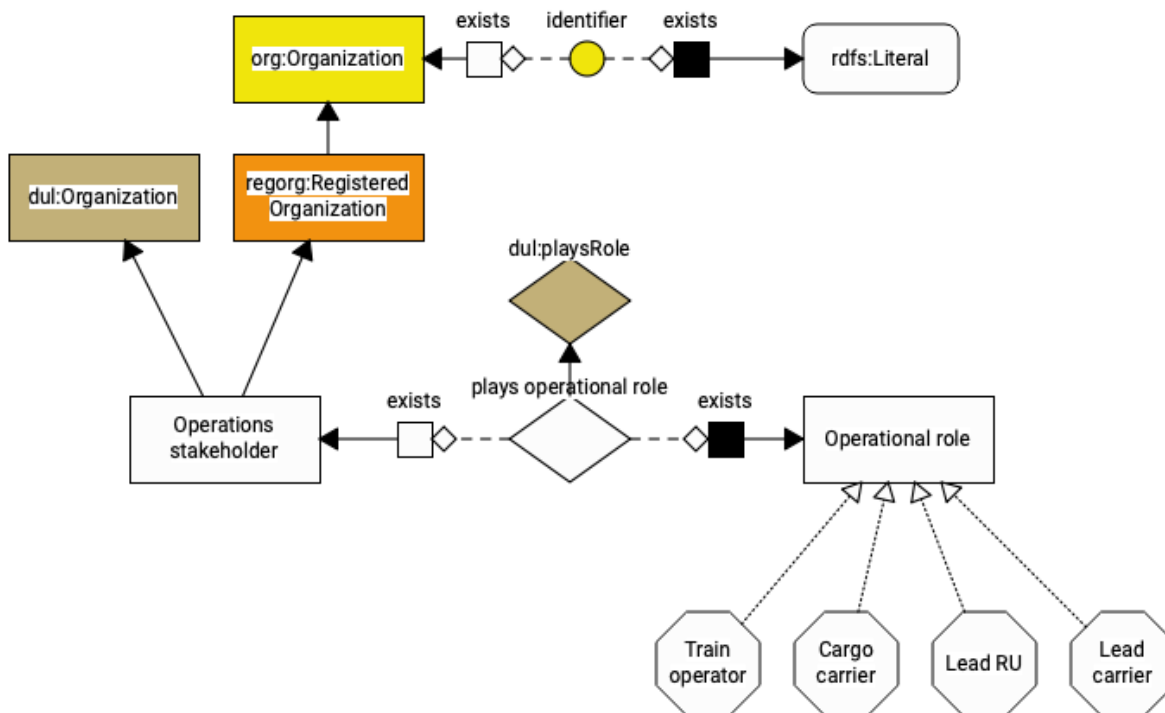 exists
identifier
exists
org:Organization
rdfs:Literal
dul:Organization
regorg:Registered
Organization
dul:playsRole
plays operational role
exists
exists
Operations
stakeholder
Operational role
Train
operator
Cargo
carrier
Lead RU
Lead
carrier